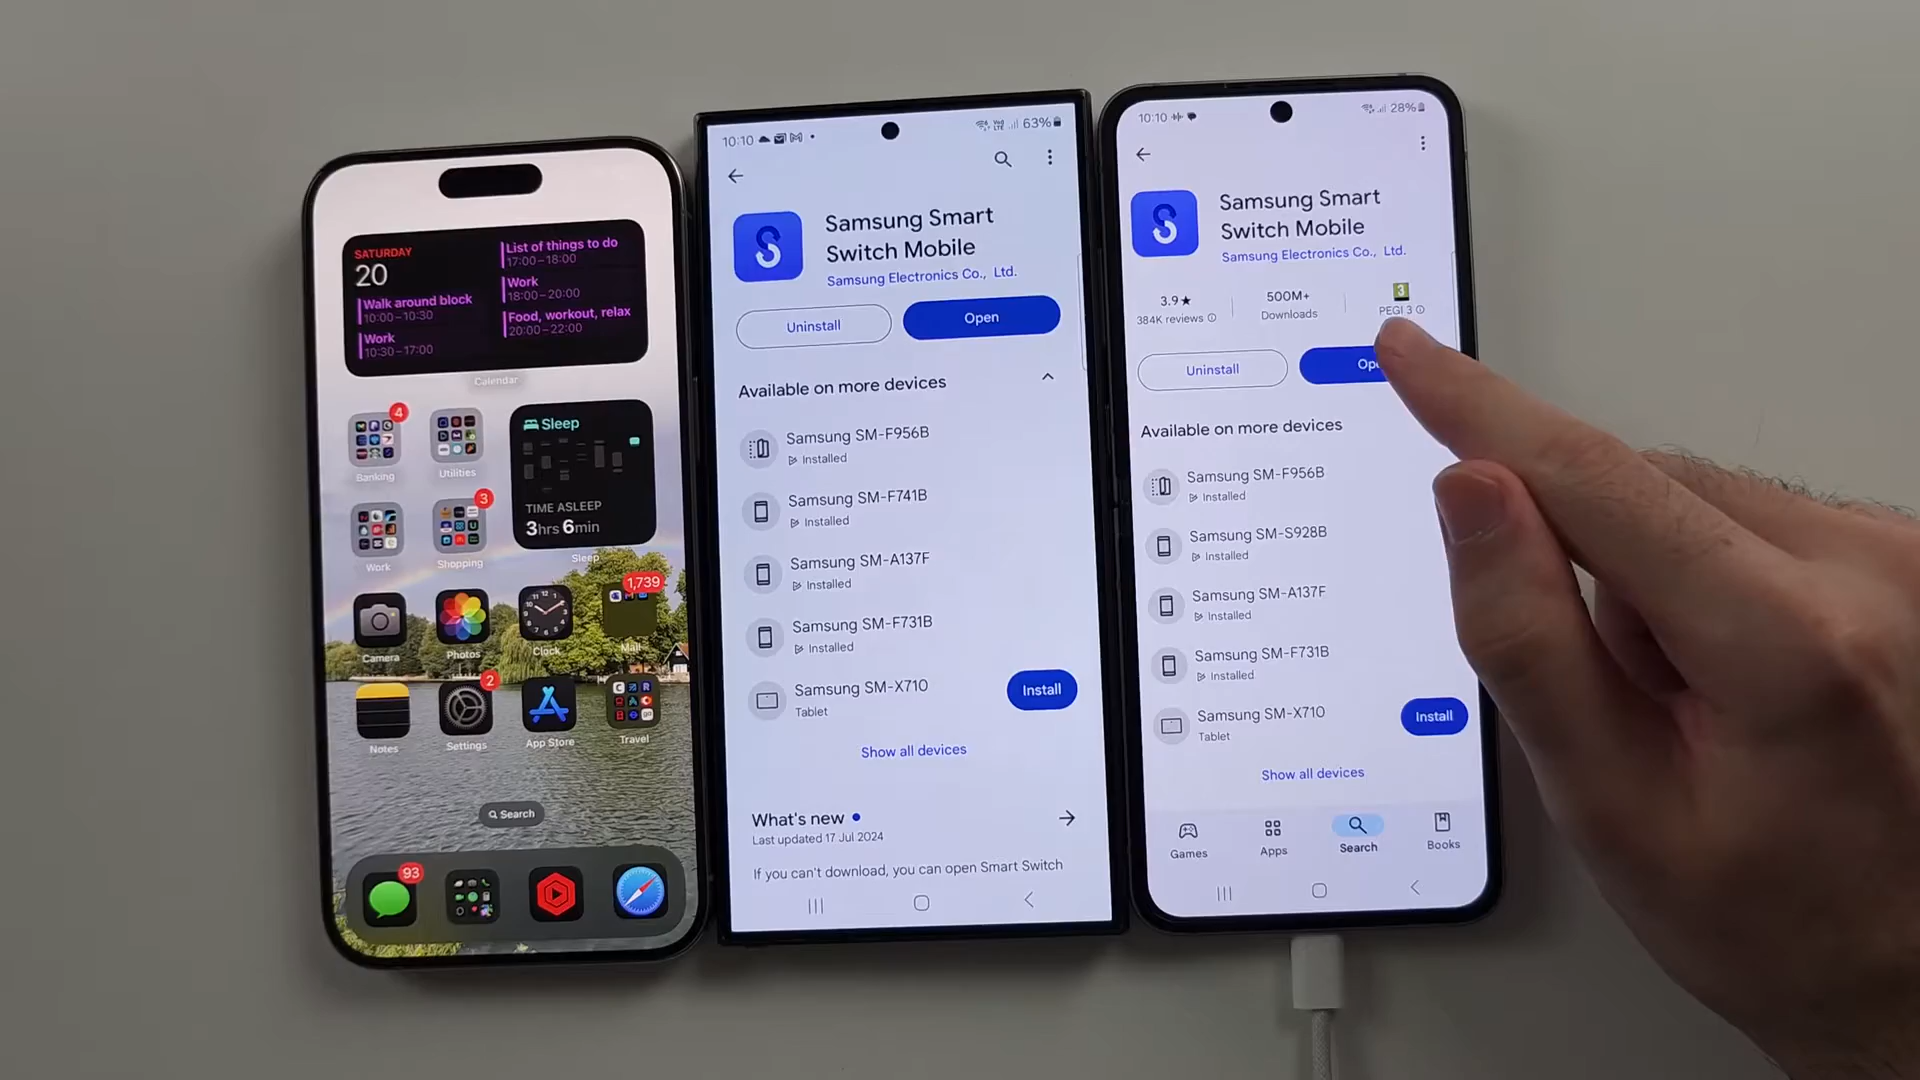 SATURDAY
20
Walk around block
10:00–10:30
Work
10:30–17:00
List of things to do
17:00–18:00
Work
18:00–20:00
Food, workout, relax
20:00–22:00
Calendar
4
Banking
Utilities
Sleep
TIME ASLEEP
3hrs 6min
Sleep
Work
3
Shopping
1,739
Camera
Photos
Clock
Mail
Notes
2
Settings
App Store
Travel
Search
93
10:10
63%
Samsung Smart
Switch Mobile
Samsung Electronics Co., Ltd.
Uninstall
Open
Available on more devices
Samsung SM-F956B
Installed
Samsung SM-F741B
Installed
Samsung SM-A137F
Installed
Samsung SM-F731B
Installed
Samsung SM-X710
Tablet
Install
Show all devices
What's new
Last updated 17 Jul 2024
If you can't download, you can open Smart Switch
10:10
28%
Samsung Smart
Switch Mobile
Samsung Electronics Co., Ltd.
3.9★
384K reviews
500M+
Downloads
3
PEGI 3
Uninstall
Ope
Available on more devices
Samsung SM-F956B
Installed
Samsung SM-S928B
Installed
Samsung SM-A137F
Installed
Samsung SM-F731B
Installed
Samsung SM-X710
Tablet
Install
Show all devices
Games
Apps
Search
Books